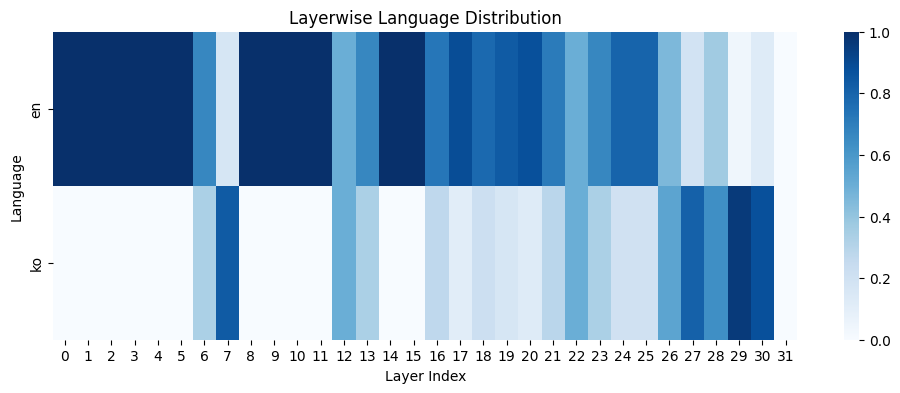 Layerwise Language Distribution
Language
en
ko
0 1 2 3 4 5 6 7 8 9 10 11 12 13 14 15 16 17 18 19 20 21 22 23 24 25 26 27 28 29 30 31
Layer Index
1.0
0.8
0.6
0.4
0.2
0.0